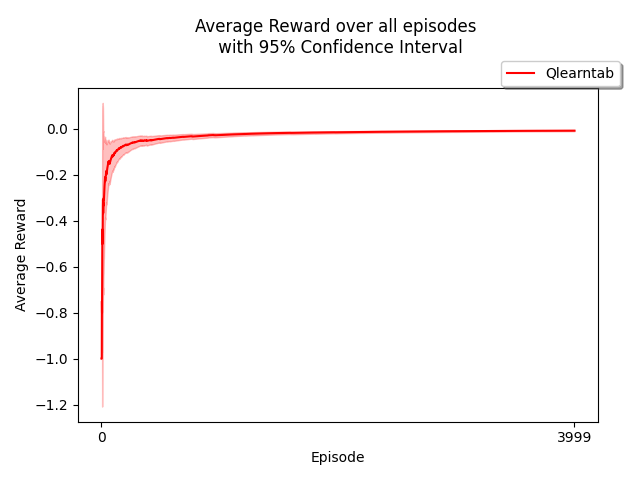 Average Reward over all episodes
with 95% Confidence Interval
Qlearntab
0.0
−0.2
−0.4
−0.6
−0.8
−1.0
−1.2
Average Reward
0 3999
Episode